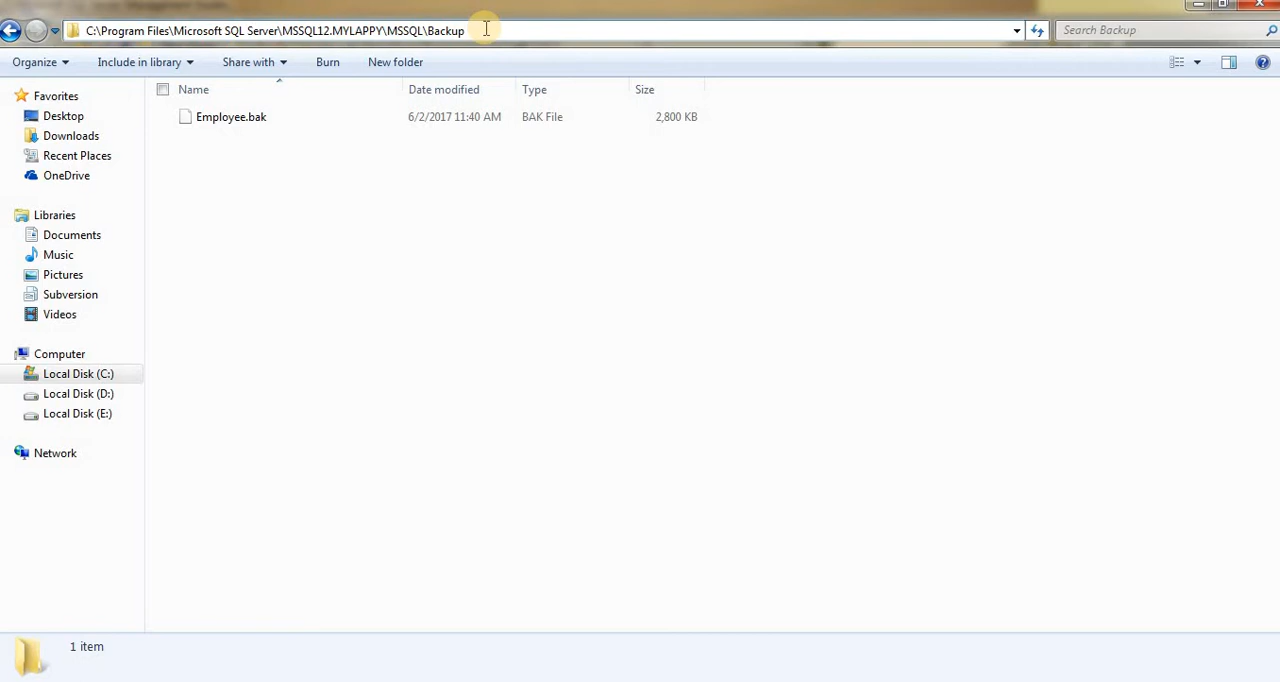 C:\Program Files\Microsoft SQL Server\MSSQL12.MYLAPPY\MSSQL\Backup
Search Backup
Organize
Include in library
Share with
Burn
New folder
Name
Date modified
Type
Size
Employee.bak
6/2/2017 11:40 AM
BAK File
2,800 KB
Favorites
Desktop
Downloads
Recent Places
OneDrive
Libraries
Documents
Music
Pictures
Subversion
Videos
Computer
Local Disk (C:)
Local Disk (D:)
Local Disk (E:)
Network
1 item